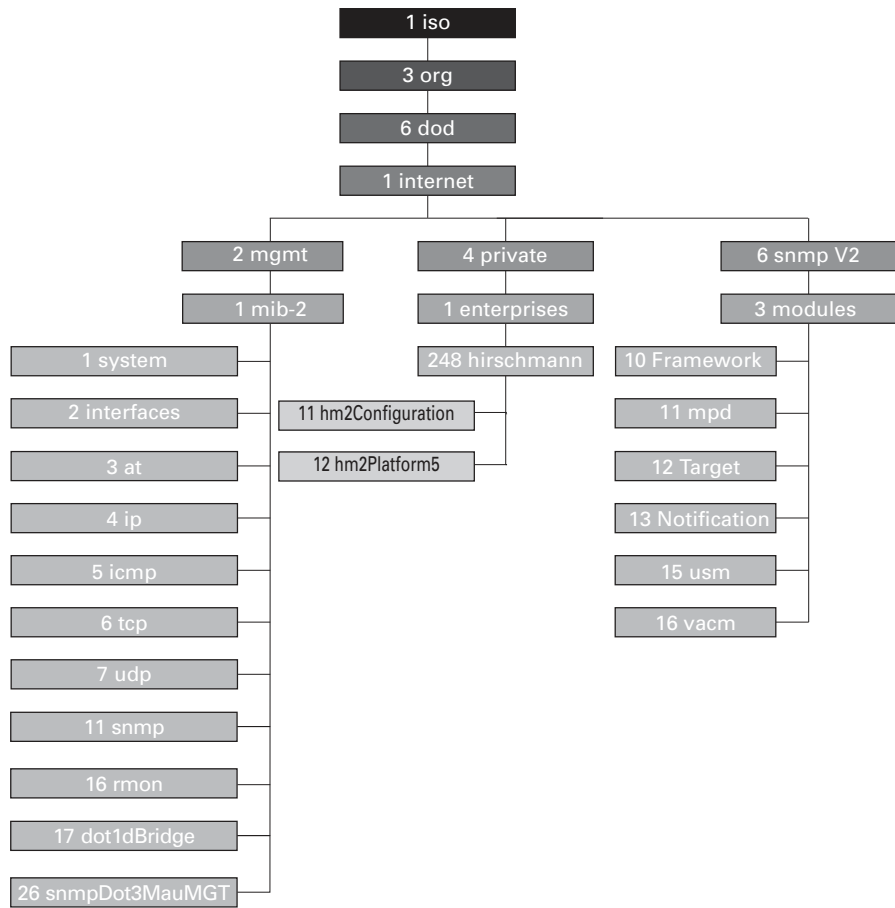 1 iso
3 org
6 dod
1 internet
2 mgmt
4 private
6 snmp V2
1 mib-2
1 enterprises
3 modules
1 system
248 hirschmann
10 Framework
2 interfaces
11 hm2Configuration
11 mpd
3 at
12 hm2Platform5
12 Target
4 ip
13 Notification
5 icmp
15 usm
6 tcp
16 vacm
7 udp
11 snmp
16 rmon
17 dot1dBridge
26 snmpDot3MauMGT